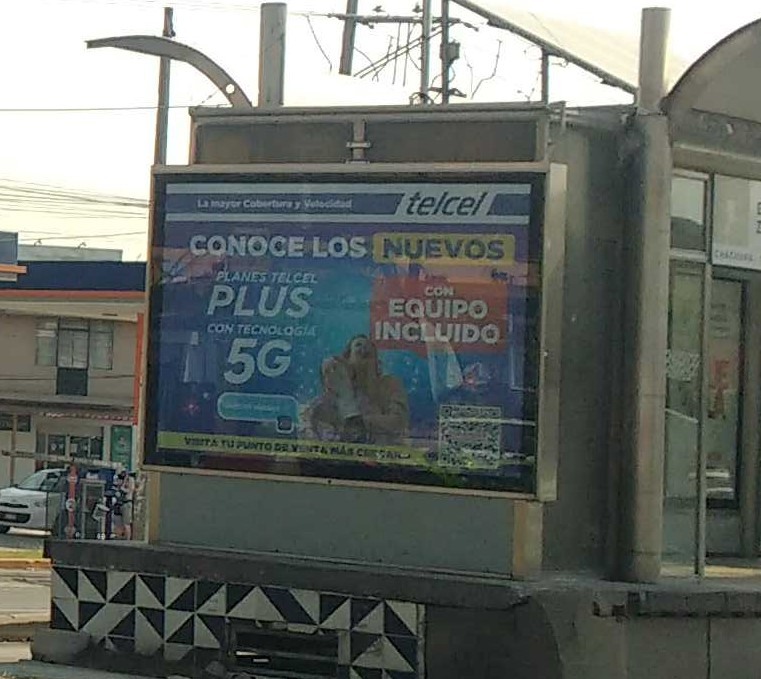 La mayor Cobertura y Velocidad
telcel
CONOCE LOS NUEVOS
PLANES TELCEL
PLUS
CON TECNOLOGÍA
5G
CON
EQUIPO
INCLUIDO
VISITA TU PUNTO DE VENTA MÁS CERCANO